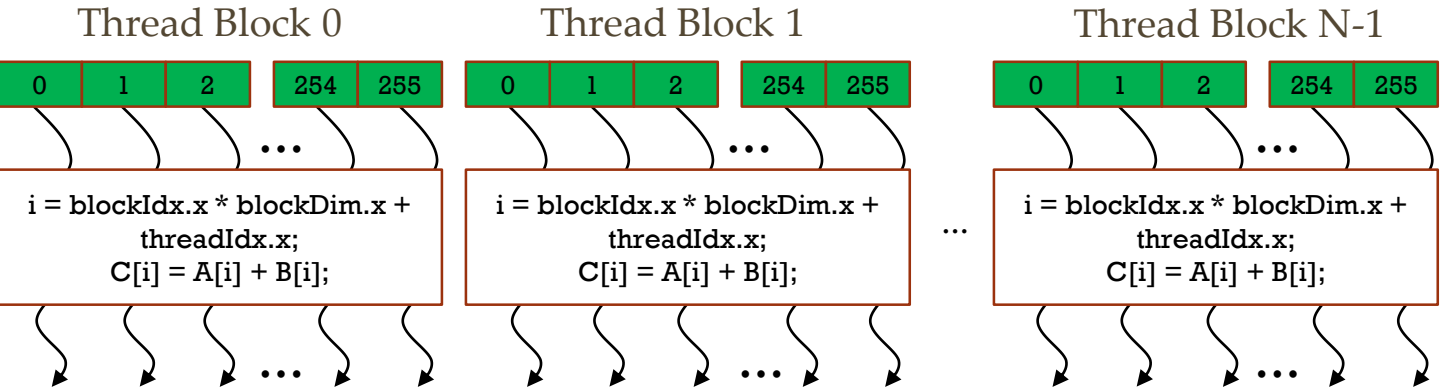 Thread Block 0
Thread Block 1
Thread Block N-1
0 1 2 254 255
0 1 2 254 255
0 1 2 254 255
...
...
...
i = blockIdx.x * blockDim.x +
threadIdx.x;
C[i] = A[i] + B[i];
i = blockIdx.x * blockDim.x +
threadIdx.x;
C[i] = A[i] + B[i];
...
i = blockIdx.x * blockDim.x +
threadIdx.x;
C[i] = A[i] + B[i];
...
...
...